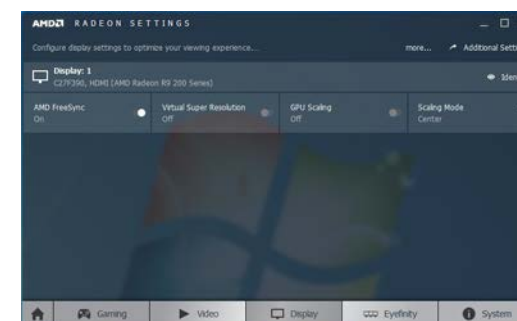 AMD RADEON SETTINGS
Configure display settings to optimize your viewing experience... more... Additional Setti
Display: 1
C27F390, HDMI [AMD Radeon R9 200 Series] Iden
AMD FreeSync Virtual Super Resolution GPU Scaling Scaling Mode
On Off Off Center
Gaming Video Display Eyefinity System